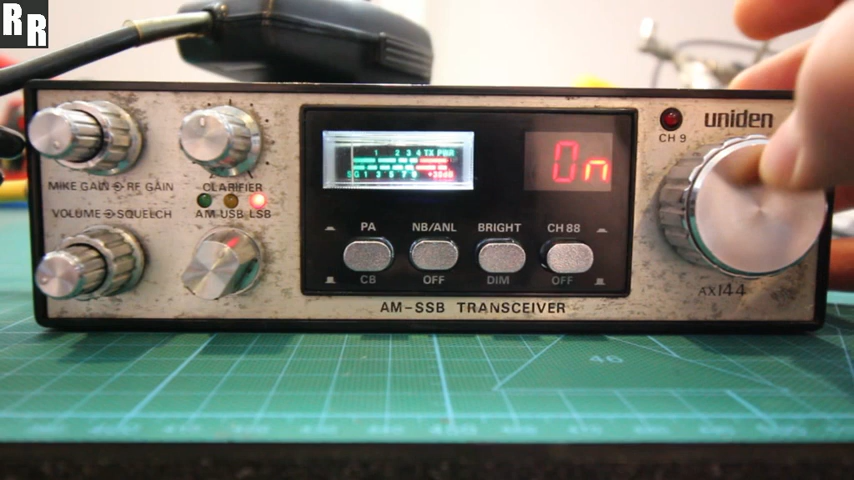 RR
uniden
CH 9
1 2 3 4 TX PWR
SG 1 3 5 7 9 +30dB
On
MIKE GAIN RF GAIN
CLARIFIER
AM USB LSB
VOLUME SQUELCH
PA NB/ANL BRIGHT CH 88
CB OFF DIM OFF
AX144
AM-SSB TRANSCEIVER
46